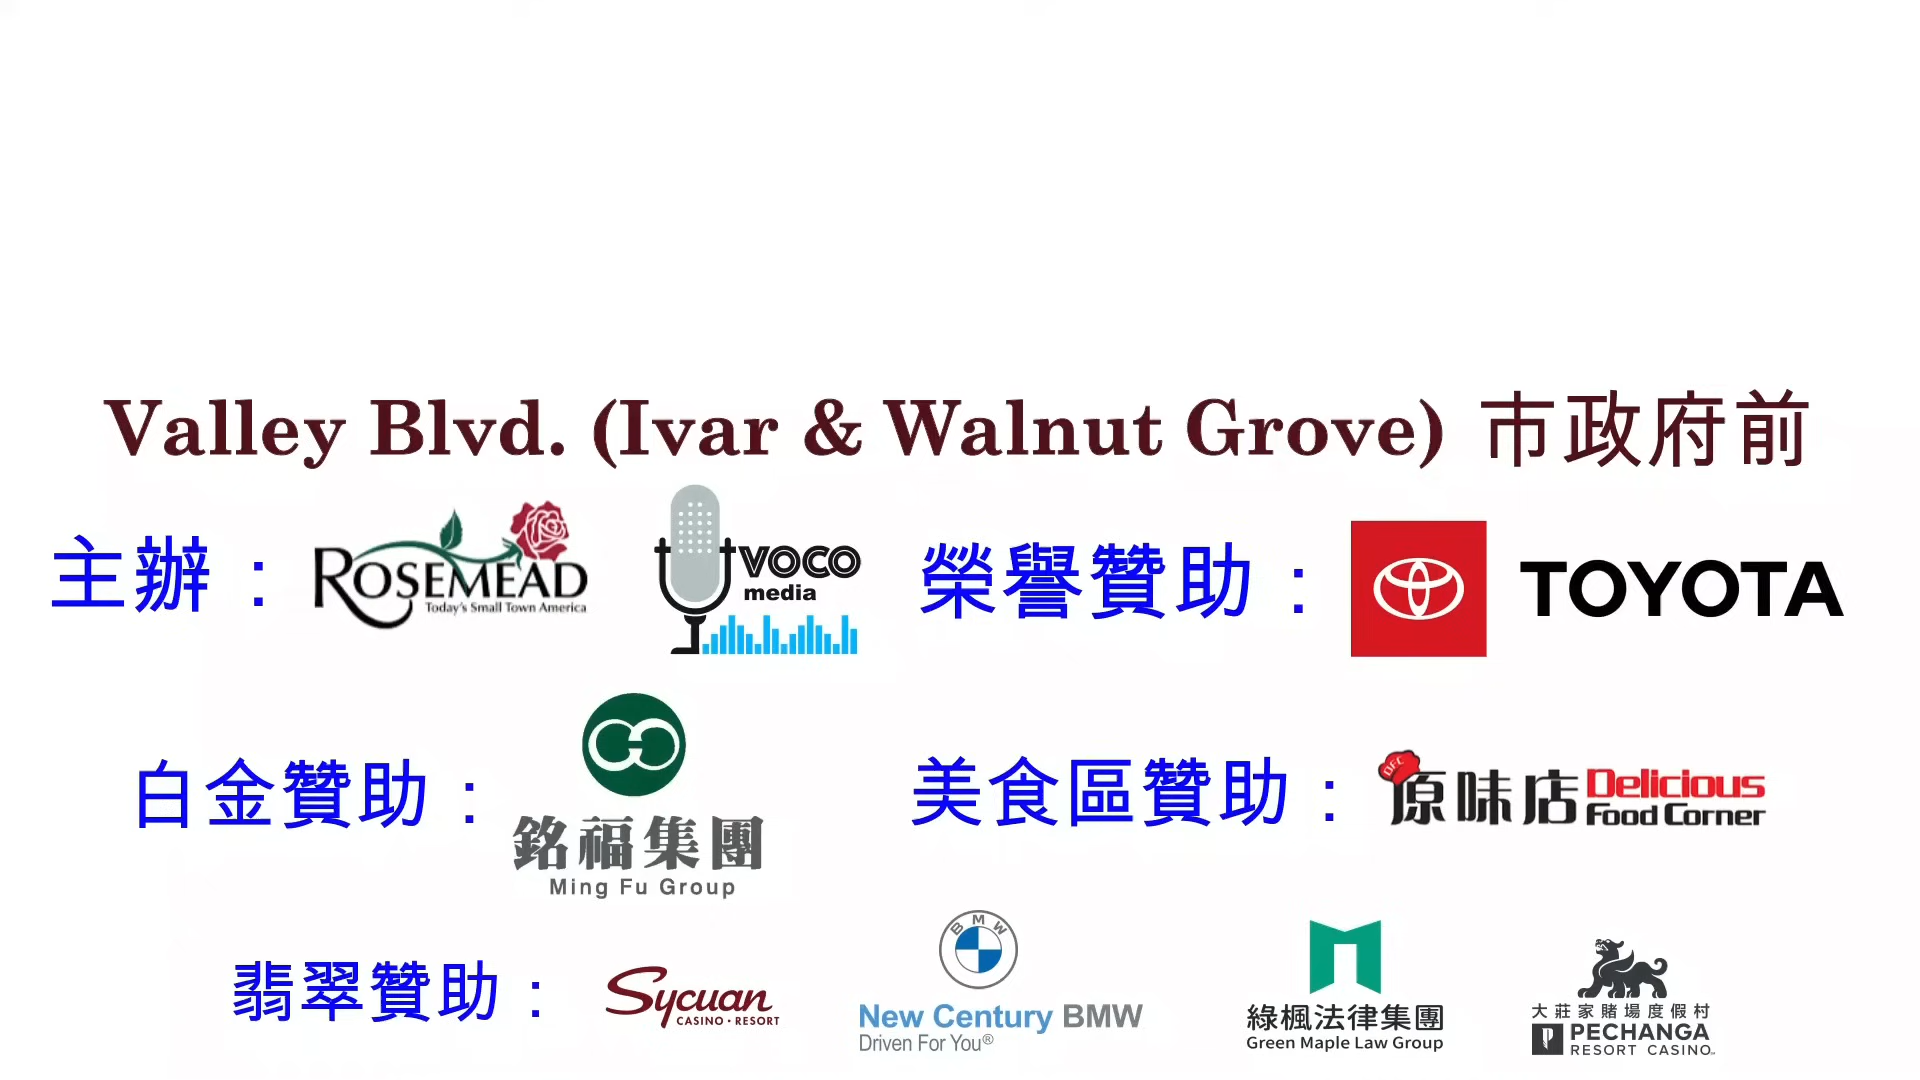 Valley Blvd. (Ivar & Walnut Grove) 市政府前
主辦：
ROSEMEAD
Today's Small Town America
VOCO
media
榮譽贊助：
TOYOTA
白金贊助：
銘福集團
Ming Fu Group
美食區贊助：
DFC
原味店
Delicious
Food Corner
翡翠贊助：
Sycuan
CASINO • RESORT
BMW
New Century BMW
Driven For You®
綠楓法律集團
Green Maple Law Group
大莊家賭場度假村
PECHANGA
RESORT CASINO